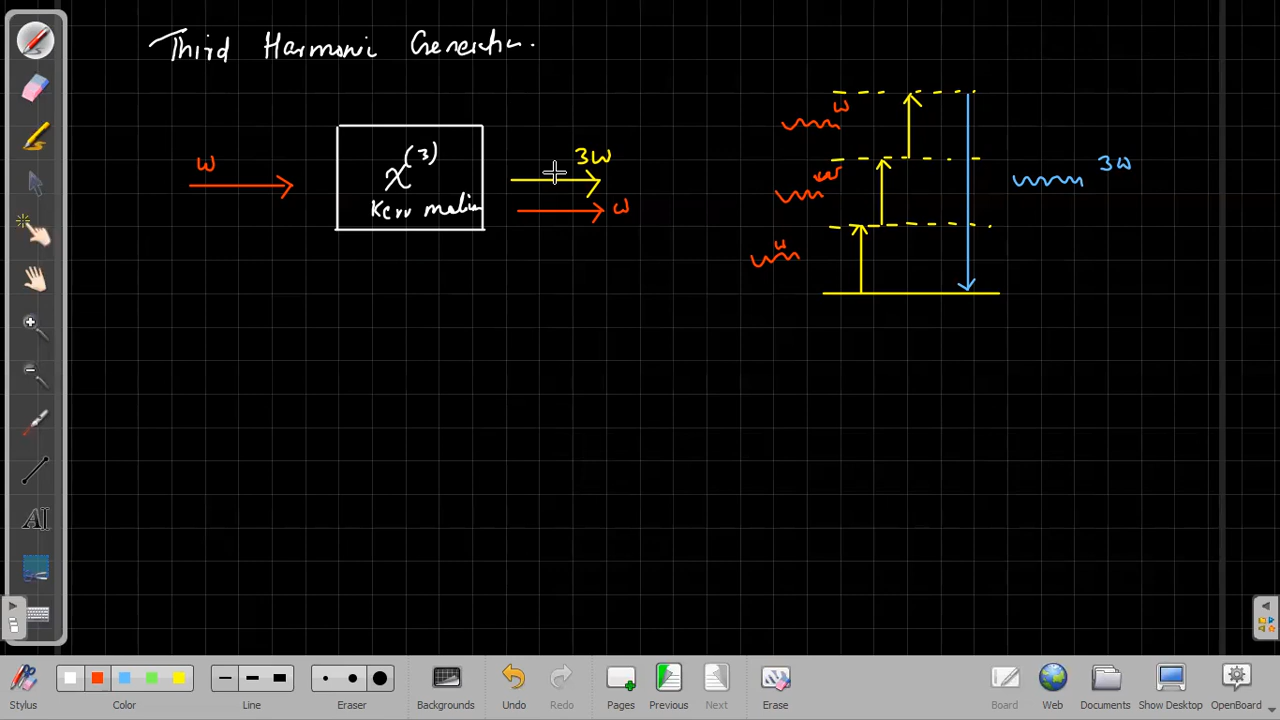 Third Harmonic Generation.
ω
χ(3)
Kerr medium
3ω
ω
ω
ω
ω
3ω
AI
Stylus
Color
Line
Eraser
Backgrounds
Undo
Redo
Pages
Previous
Next
Erase
Board
Web
Documents
Show Desktop
OpenBoard